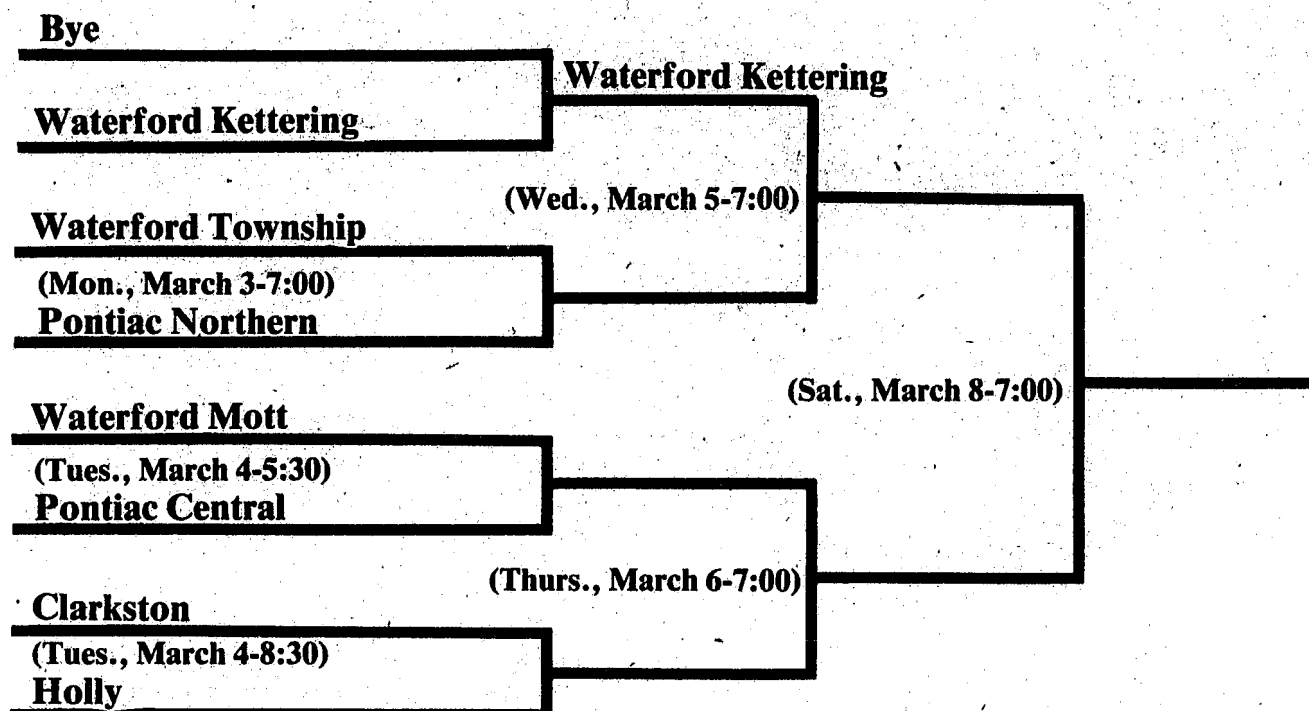 Bye
Waterford Kettering
Waterford Kettering
(Wed., March 5-7:00)
Waterford Township
(Mon., March 3-7:00)
Pontiac Northern
(Sat., March 8-7:00)
Waterford Mott
(Tues., March 4-5:30)
Pontiac Central
(Thurs., March 6-7:00)
Clarkston
(Tues., March 4-8:30)
Holly